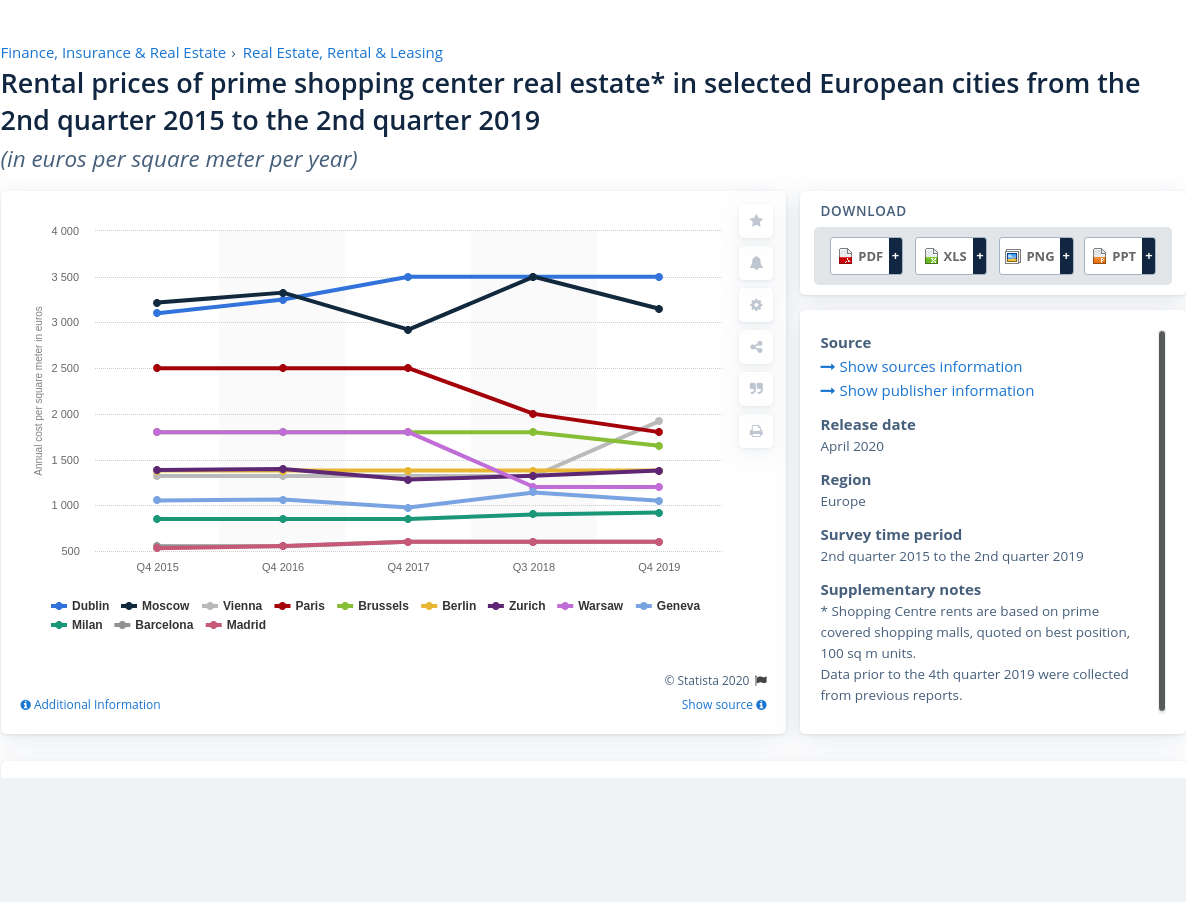 Finance, Insurance & Real Estate › Real Estate, Rental & Leasing
Rental prices of prime shopping center real estate* in selected European cities from the
2nd quarter 2015 to the 2nd quarter 2019
(in euros per square meter per year)
Annual cost per square meter in euros
4 000
3 500
3 000
2 500
2 000
1 500
1 000
500
Q4 2015 Q4 2016 Q4 2017 Q3 2018 Q4 2019
Dublin Moscow Vienna Paris Brussels Berlin Zurich Warsaw Geneva
Milan Barcelona Madrid
© Statista 2020
Additional Information Show source
DOWNLOAD
PDF + XLS + PNG + PPT +
Source
Show sources information
Show publisher information
Release date
April 2020
Region
Europe
Survey time period
2nd quarter 2015 to the 2nd quarter 2019
Supplementary notes
* Shopping Centre rents are based on prime
covered shopping malls, quoted on best position,
100 sq m units.
Data prior to the 4th quarter 2019 were collected
from previous reports.